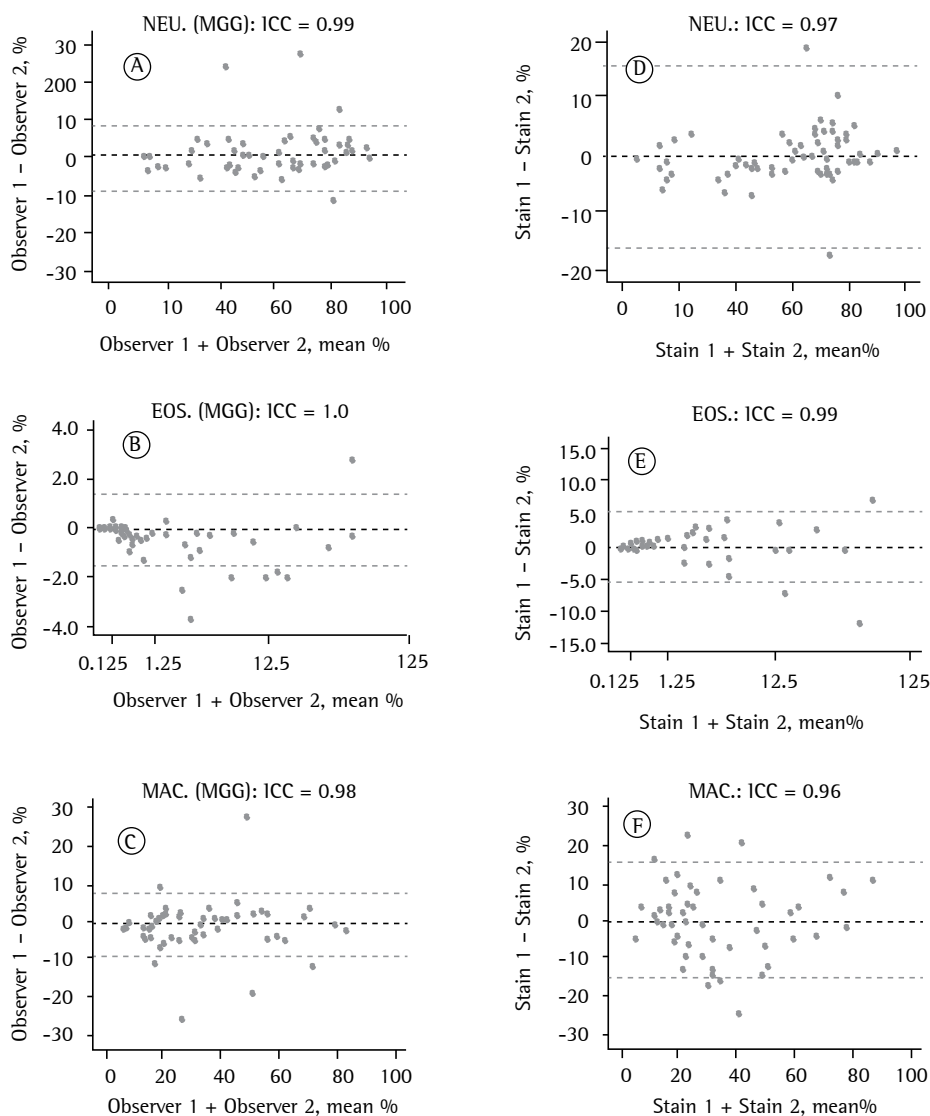 NEU. (MGG): ICC = 0.99
A
Observer 1 – Observer 2, %
30
200
10
0
-10
-20
-30
0 10 40 60 80 100
Observer 1 + Observer 2, mean %
NEU.: ICC = 0.97
D
Stain 1 – Stain 2, %
20
10
0
-10
-20
0 10 40 60 80 100
Stain 1 + Stain 2, mean%
EOS. (MGG): ICC = 1.0
B
Observer 1 – Observer 2, %
4.0
2.0
0
-2.0
-4.0
0.125 1.25 12.5 125
Observer 1 + Observer 2, mean %
EOS.: ICC = 0.99
E
Stain 1 – Stain 2, %
15.0
10.0
5.0
0
-5.0
-10.0
-15.0
0.125 1.25 12.5 125
Stain 1 + Stain 2, mean%
MAC. (MGG): ICC = 0.98
C
Observer 1 – Observer 2, %
30
20
10
0
-10
-20
-30
0 20 40 60 80 100
Observer 1 + Observer 2, mean %
MAC.: ICC = 0.96
F
Stain 1 – Stain 2, %
30
20
10
0
-10
-20
-30
0 20 40 60 80 100
Stain 1 + Stain 2, mean%